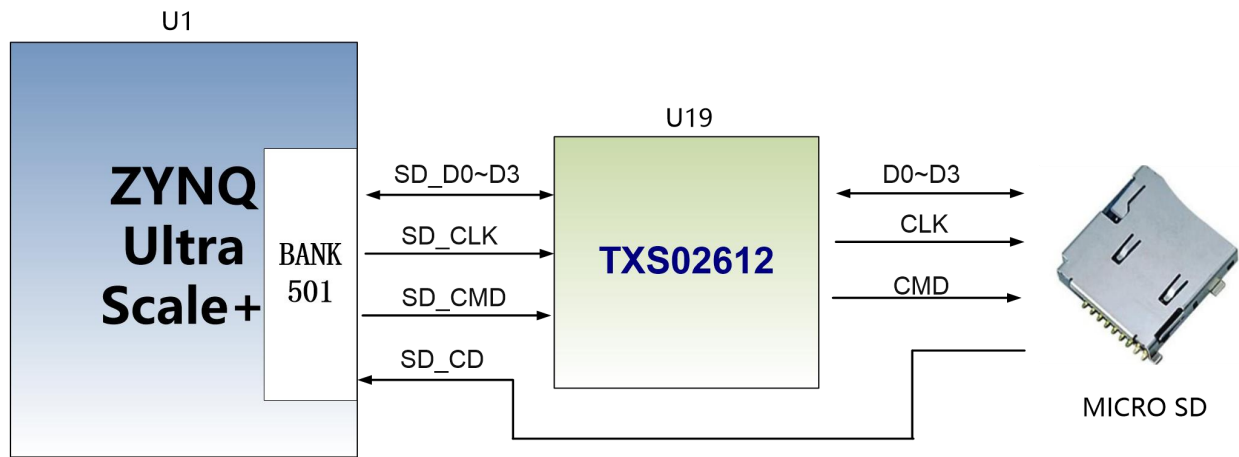 U1
U19
ZYNQ
Ultra
Scale+
BANK
501
SD_D0~D3
SD_CLK
SD_CMD
SD_CD
TXS02612
D0~D3
CLK
CMD
MICRO SD